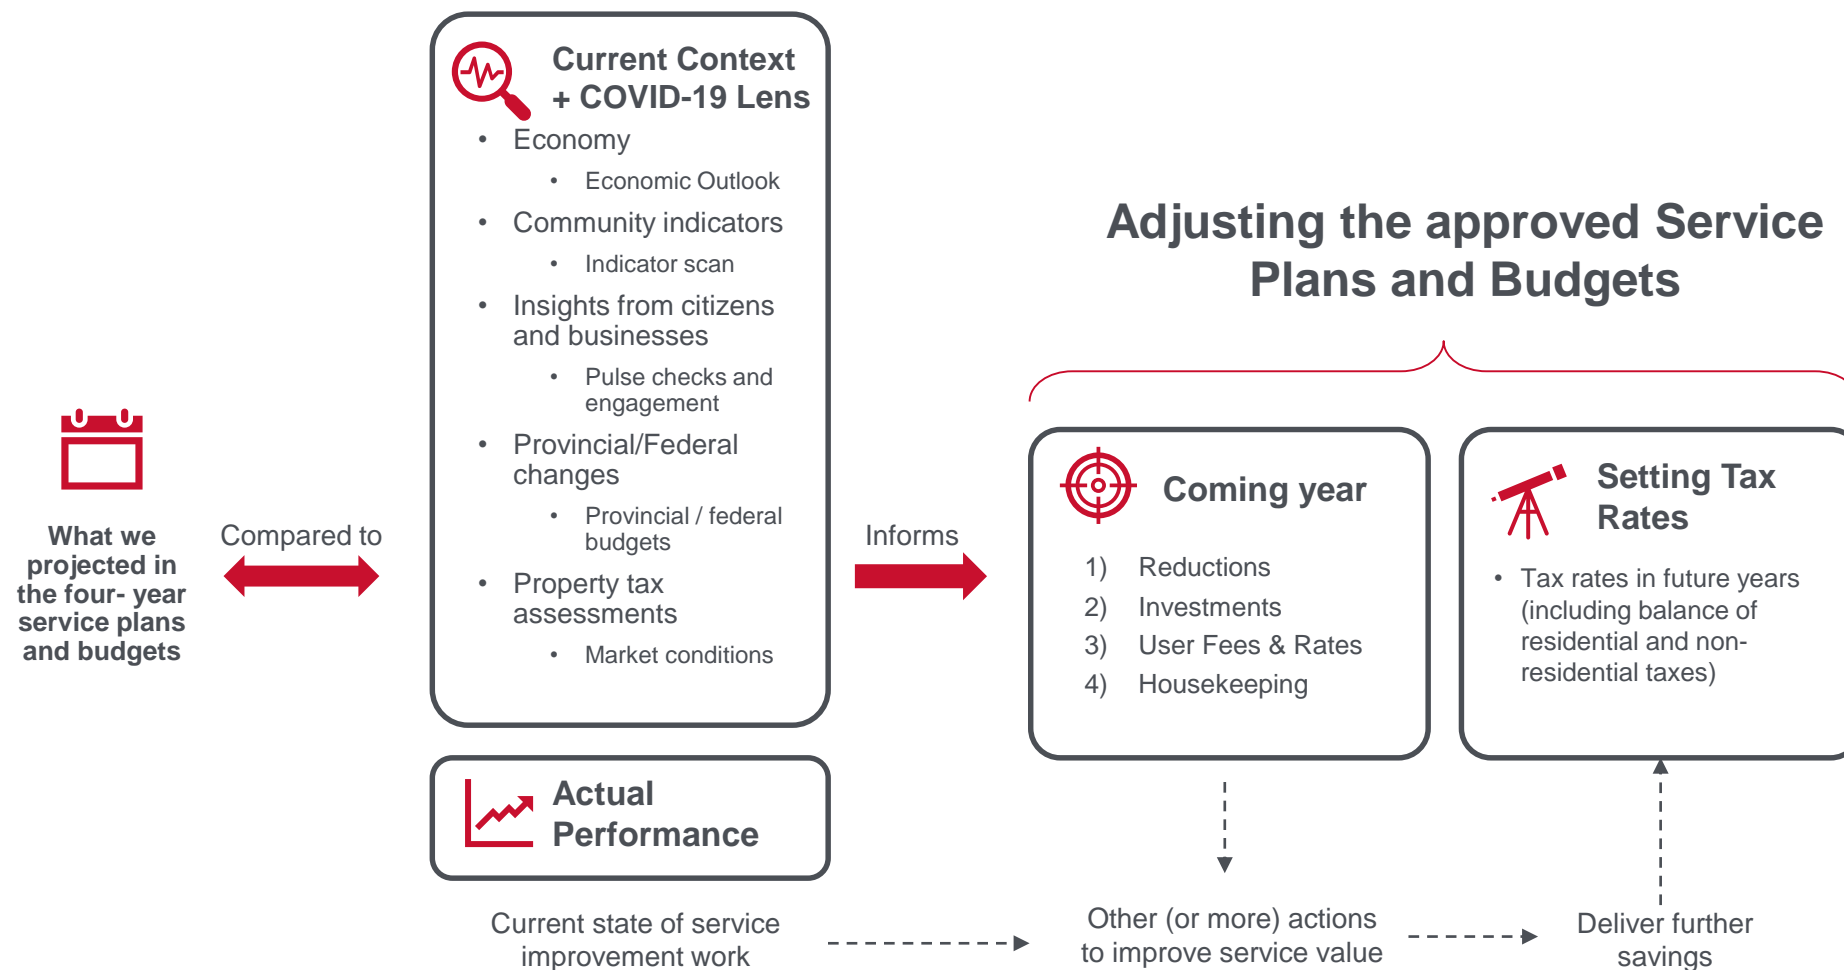 What we
projected in
the four- year
service plans
and budgets
Compared to
Current Context
+ COVID-19 Lens
• Economy
• Economic Outlook
• Community indicators
• Indicator scan
• Insights from citizens
and businesses
• Pulse checks and
engagement
• Provincial/Federal
changes
• Provincial / federal
budgets
• Property tax
assessments
• Market conditions
Actual
Performance
Current state of service
improvement work
Informs
Adjusting the approved Service
Plans and Budgets
Coming year
1) Reductions
2) Investments
3) User Fees & Rates
4) Housekeeping
Setting Tax
Rates
• Tax rates in future years
(including balance of
residential and non-
residential taxes)
Other (or more) actions
to improve service value
Deliver further
savings